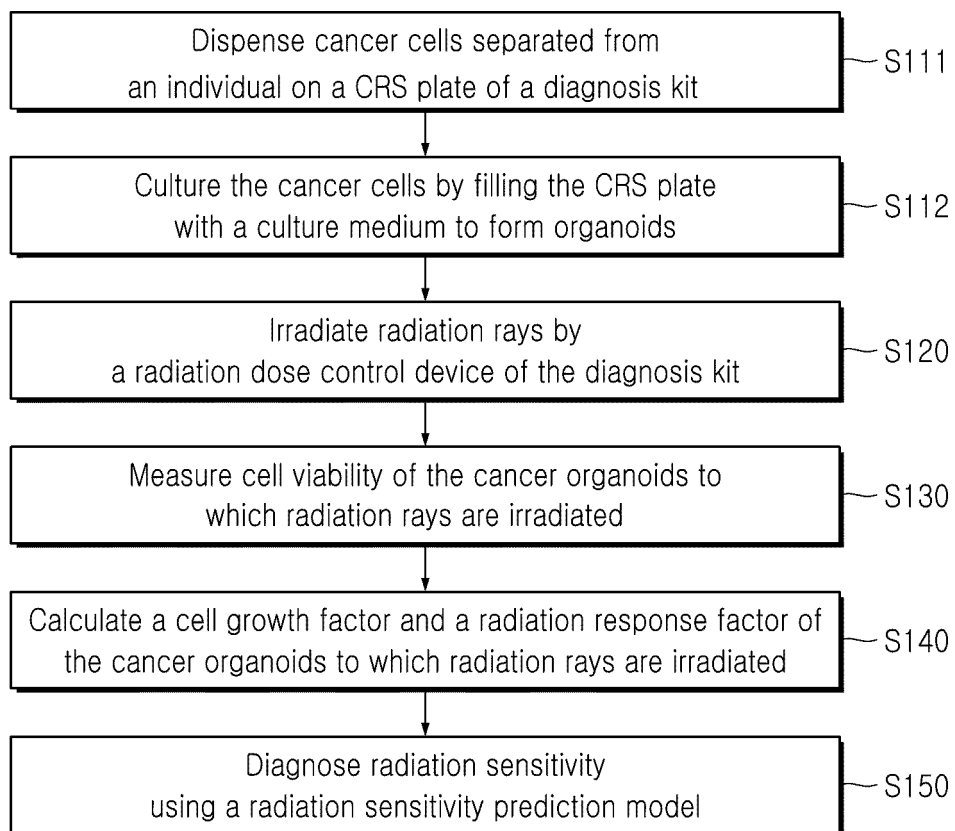 Dispense cancer cells separated from
an individual on a CRS plate of a diagnosis kit
S111
Culture the cancer cells by filling the CRS plate
with a culture medium to form organoids
S112
Irradiate radiation rays by
a radiation dose control device of the diagnosis kit
S120
Measure cell viability of the cancer organoids to
which radiation rays are irradiated
S130
Calculate a cell growth factor and a radiation response factor of
the cancer organoids to which radiation rays are irradiated
S140
Diagnose radiation sensitivity
using a radiation sensitivity prediction model
S150